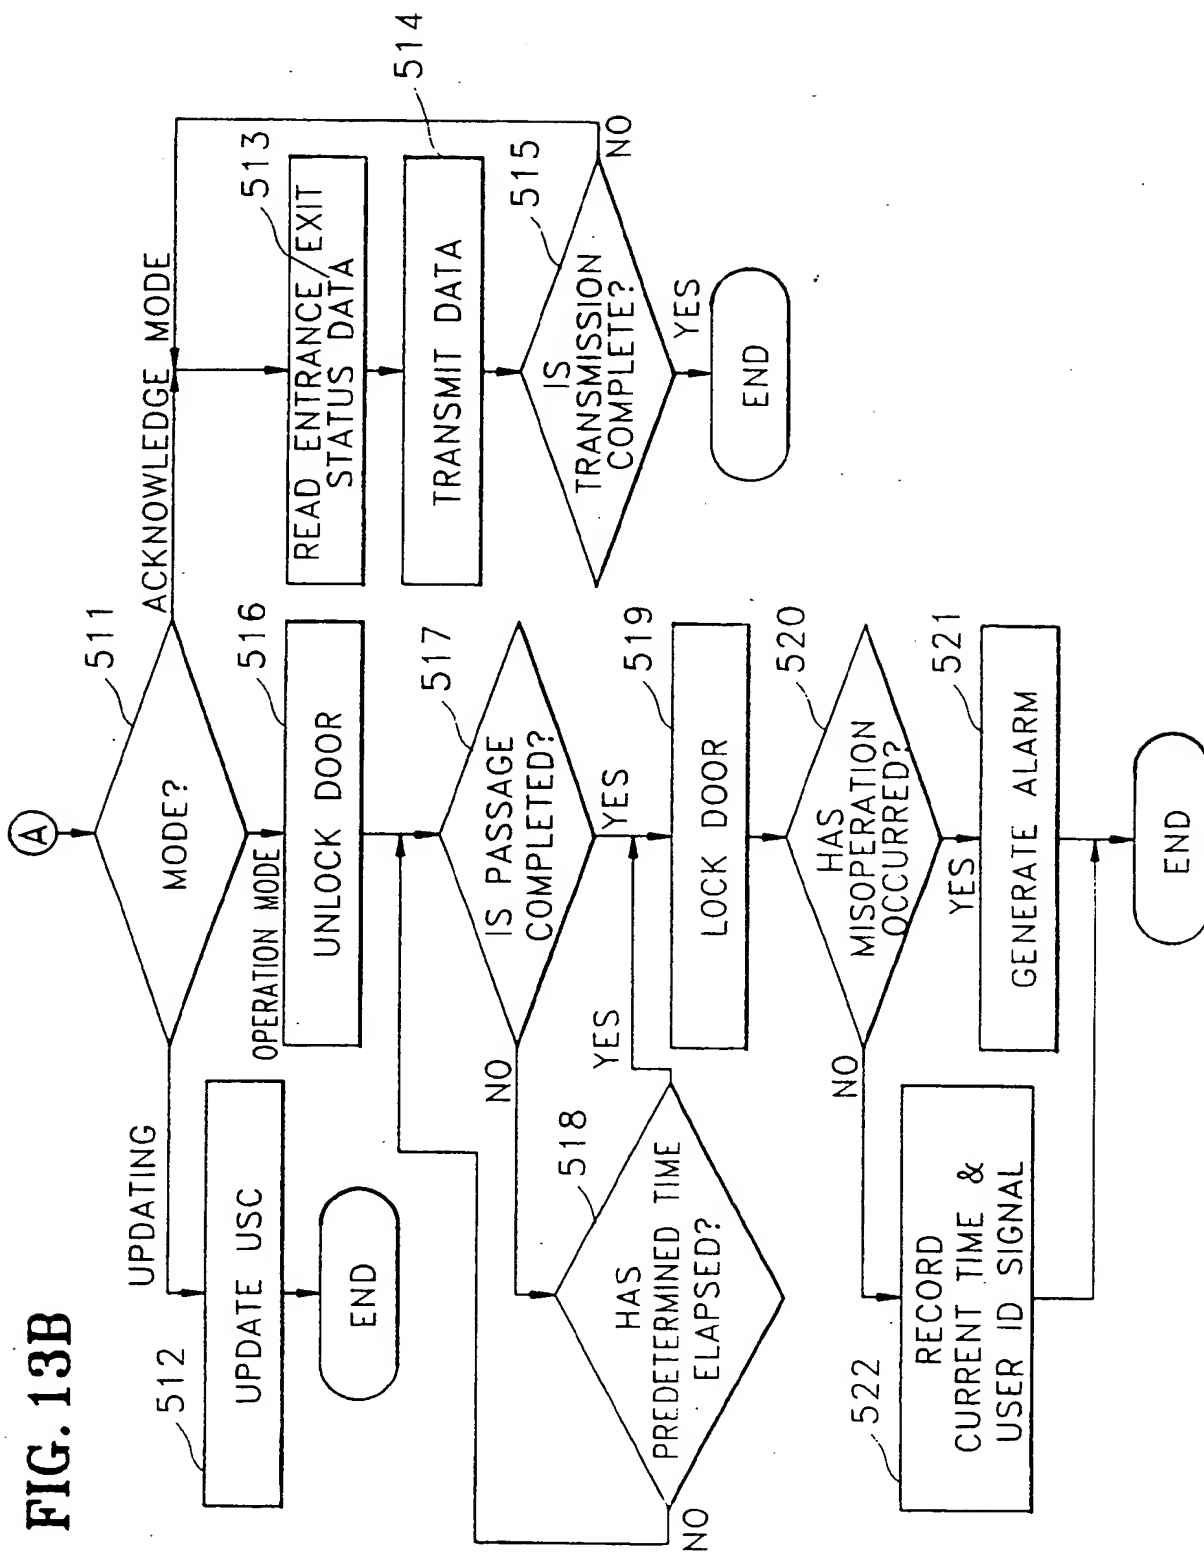 FIG. 13B
A
MODE?
511
UPDATING
512
UPDATE USC
END
OPERATION MODE
516
UNLOCK DOOR
517
IS PASSAGE
COMPLETED?
NO
YES
518
HAS
PREDETERMINED TIME
ELAPSED?
NO
YES
519
LOCK DOOR
520
HAS
MISOPERATION
OCCURRED?
NO
YES
521
GENERATE ALARM
522
RECORD
CURRENT TIME &
USER ID SIGNAL
END
ACKNOWLEDGE MODE
513
READ ENTRANCE/EXIT
STATUS DATA
514
TRANSMIT DATA
515
IS
TRANSMISSION
COMPLETE?
NO
YES
END